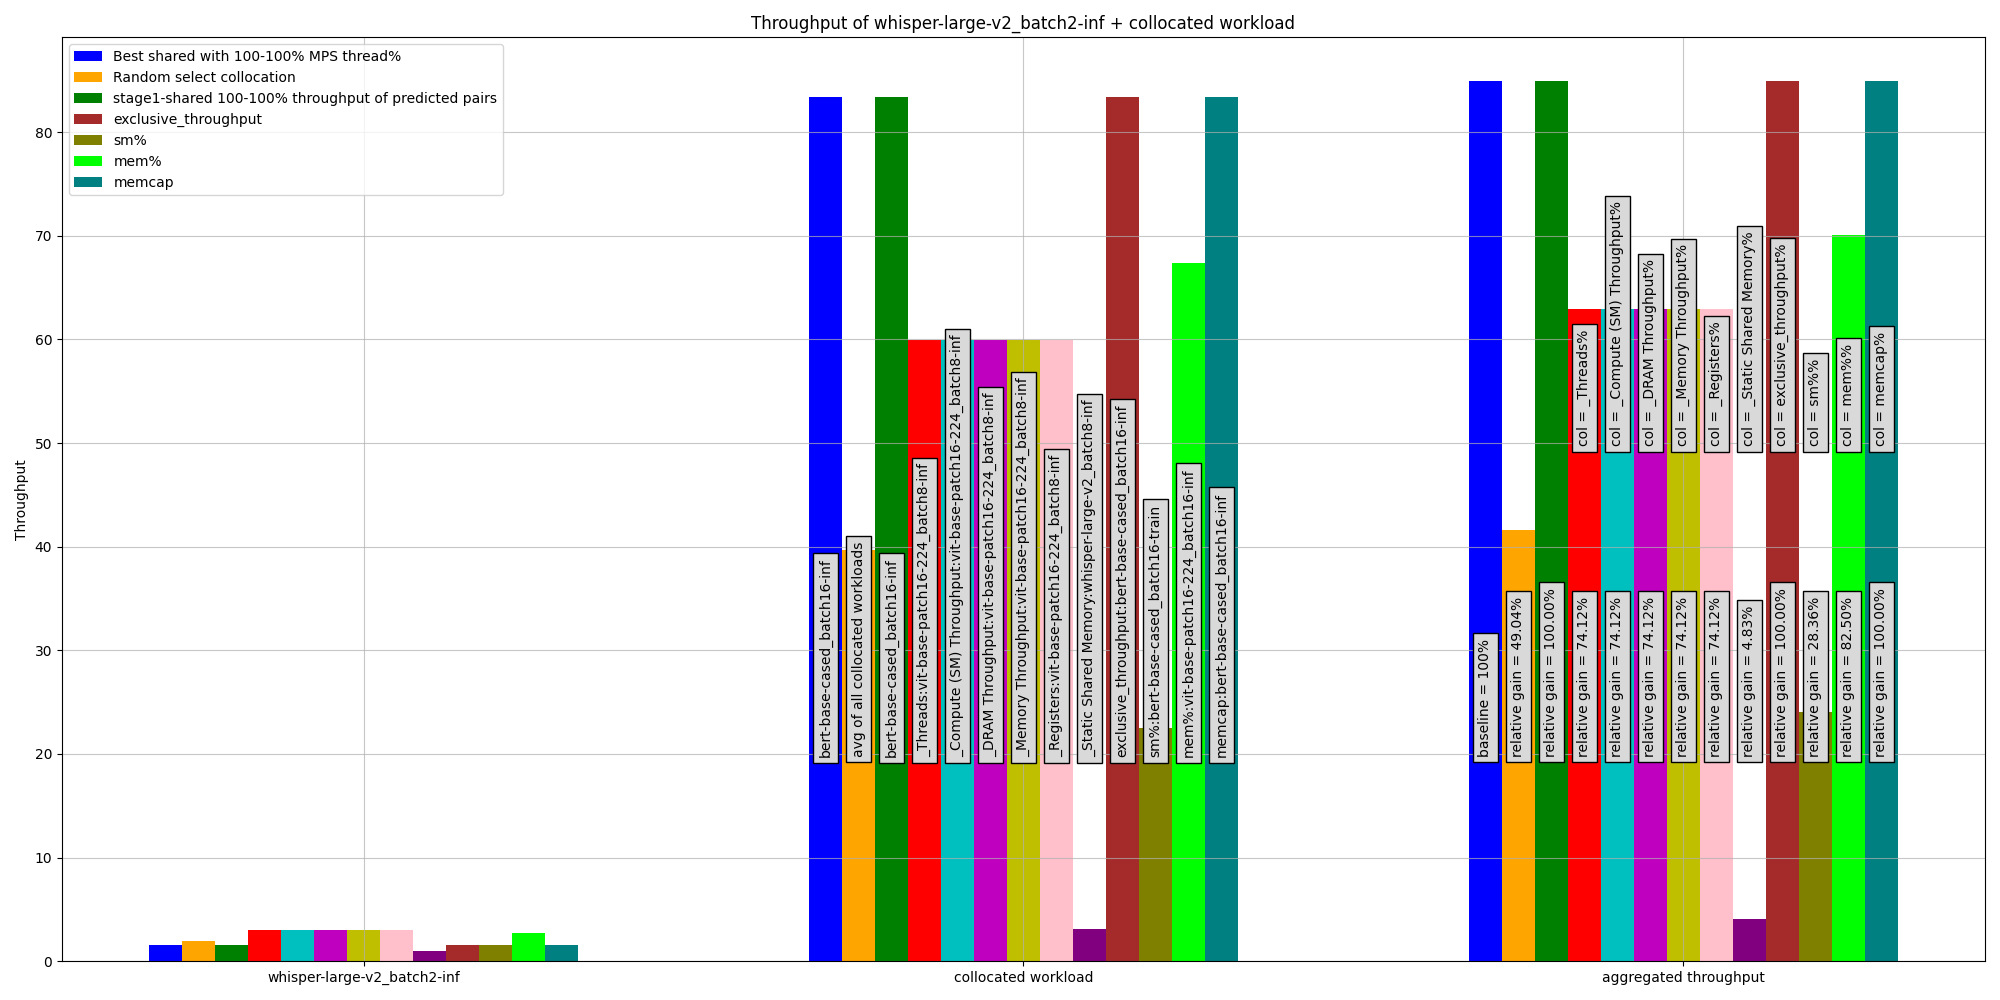 Throughput of whisper-large-v2_batch2-inf + collocated workload
Best shared with 100-100% MPS thread%
Random select collocation
stage1-shared 100-100% throughput of predicted pairs
exclusive_throughput
sm%
mem%
memcap
Throughput
80
70
60
50
40
30
20
10
0
bert-base-cased_batch16-inf
avg of all collocated workloads
bert-base-cased_batch16-inf
_Threads:vit-base-patch16-224_batch8-inf
_Compute (SM) Throughput:vit-base-patch16-224_batch8-inf
_DRAM Throughput:vit-base-patch16-224_batch8-inf
_Memory Throughput:vit-base-patch16-224_batch8-inf
_Registers:vit-base-patch16-224_batch8-inf
_Static Shared Memory:whisper-large-v2_batch8-inf
exclusive_throughput:bert-base-cased_batch16-inf
sm%:bert-base-cased_batch16-train
mem%:vit-base-patch16-224_batch16-inf
memcap:bert-base-cased_batch16-inf
col = _Threads%
col = _Compute (SM) Throughput%
col = _DRAM Throughput%
col = _Memory Throughput%
col = _Registers%
col = _Static Shared Memory%
col = exclusive_throughput%
col = sm%%
col = mem%%
col = memcap%
baseline = 100%
relative gain = 49.04%
relative gain = 100.00%
relative gain = 74.12%
relative gain = 74.12%
relative gain = 74.12%
relative gain = 74.12%
relative gain = 74.12%
relative gain = 4.83%
relative gain = 100.00%
relative gain = 28.36%
relative gain = 82.50%
relative gain = 100.00%
whisper-large-v2_batch2-inf
collocated workload
aggregated throughput